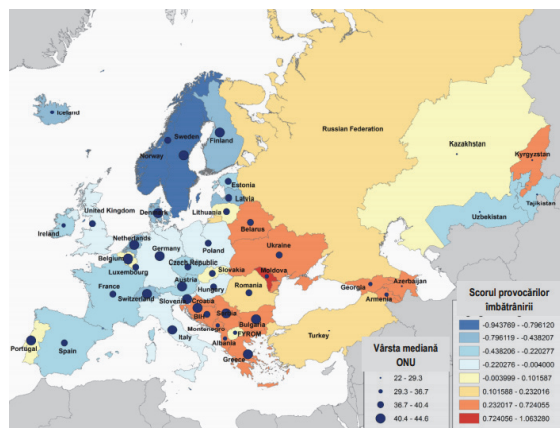 Iceland
Sweden
Finland
Norway
Russian Federation
Estonia
Latvia
Lithuania
Denmark
United Kingdom
Ireland
Netherlands
Belarus
Kazakhstan
Kyrgyzstan
Tajikistan
Uzbekistan
Belgium
Germany
Poland
Luxembourg
Czech Republic
Ukraine
Slovakia
Moldova
France
Austria
Switzerland
Hungary
Slovenia
Romania
Croatia
BiH
Serbia
Georgia
Azerbaijan
Armenia
Portugal
Spain
Italy
Montenegro
Bulgaria
FYROM
Albania
Greece
Turkey
Vârsta mediană
ONU
22 - 29.3
29.3 - 36.7
36.7 - 40.4
40.4 - 44.6
Scorul provocărilor
îmbătrânirii
-0.943769 - -0.796120
-0.796119 - -0.438207
-0.438206 - -0.220277
-0.220276 - -0.004000
-0.003999 - 0.101587
0.101588 - 0.232016
0.232017 - 0.724055
0.724056 - 1.063280